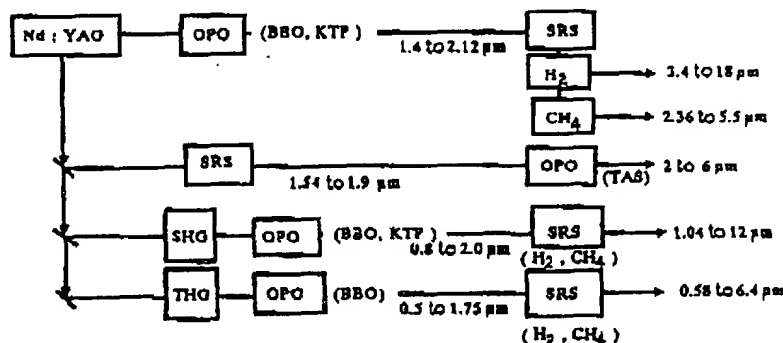 Nd : YAG OPO (BBO, KTP) 1.4 to 2.12 μm SRS
H2 3.4 to 18 μm
CH4 2.36 to 5.5 μm
SRS 1.54 to 1.9 μm OPO (TAS) 2 to 6 μm
SHG OPO (BBO, KTP) 0.8 to 2.0 μm SRS 1.04 to 12 μm
(H2, CH4)
THG OPO (BBO) 0.5 to 1.75 μm SRS 0.58 to 6.4 μm
(H2, CH4)